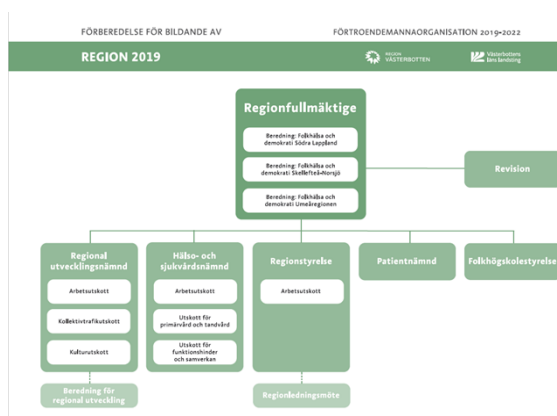 FÖRBEREDELSE FÖR BILDANDE AV
FÖRTROENDEMANNAORGANISATION 2019-2022
REGION 2019
REGION
VÄSTERBOTTEN
Västerbottens
läns landsting
Regionfullmäktige
Beredning: Folkhälsa och
demokrati Södra Lappland
Beredning: Folkhälsa och
demokrati Skellefteå-Norsjö
Beredning: Folkhälsa och
demokrati Umeåregionen
Revision
Regional
utvecklingsnämnd
Arbetsutskott
Kollektivtrafikutskott
Kulturutskott
Beredning för
regional utveckling
Hälso- och
sjukvårdsnämnd
Arbetsutskott
Utskott för
primärvård och tandvård
Utskott för
funktionshinder
och samverkan
Regionstyrelse
Arbetsutskott
Regionledningsmöte
Patientnämnd
Folkhögskolestyrelse